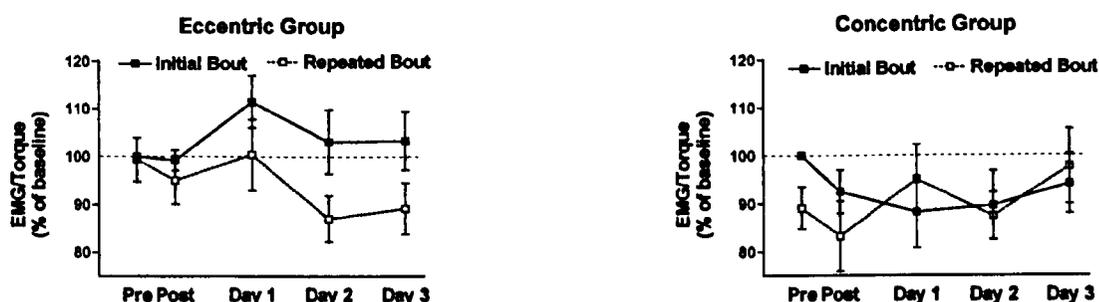 Eccentric Group
Initial Bout Repeated Bout
120
110
100
90
80
EMG/Torque
(% of baseline)
Pre Post Day 1 Day 2 Day 3
Concentric Group
Initial Bout Repeated Bout
120
110
100
90
80
EMG/Torque
(% of baseline)
Pre Post Day 1 Day 2 Day 3